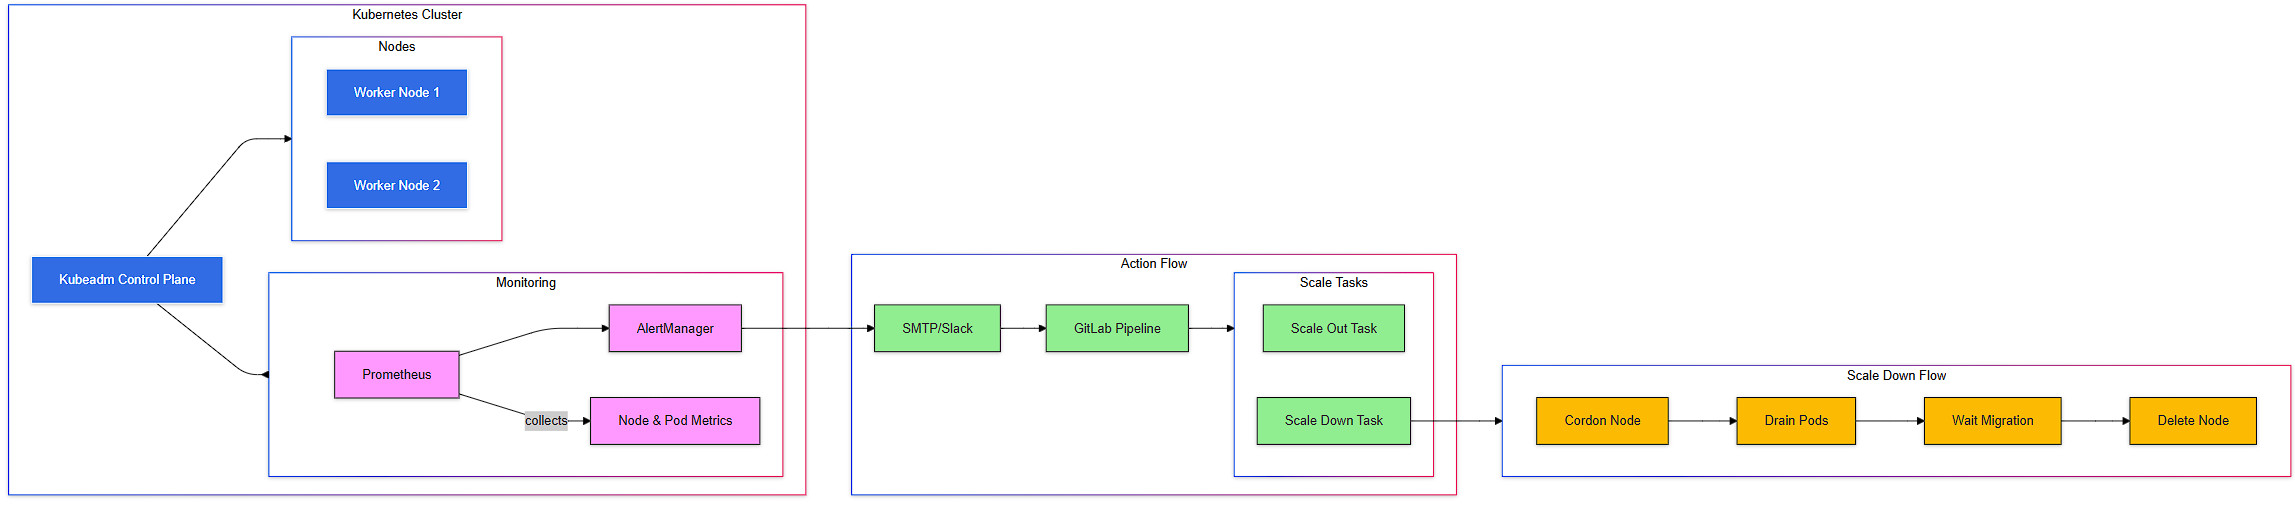 Kubernetes Cluster
Nodes
Worker Node 1
Worker Node 2
Kubeadm Control Plane
Monitoring
AlertManager
Prometheus
collects
Node & Pod Metrics
Action Flow
SMTP/Slack
GitLab Pipeline
Scale Tasks
Scale Out Task
Scale Down Task
Scale Down Flow
Cordon Node
Drain Pods
Wait Migration
Delete Node